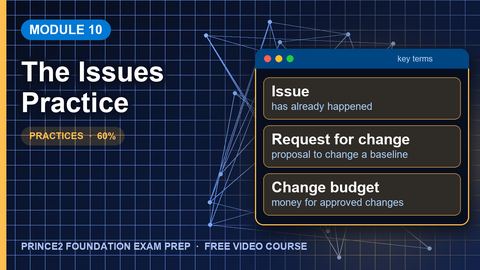 MODULE 10
The Issues
Practice
PRACTICES · 60%
key terms
Issue
has already happened
Request for change
proposal to change a baseline
Change budget
money for approved changes
PRINCE2 FOUNDATION EXAM PREP · FREE VIDEO COURSE